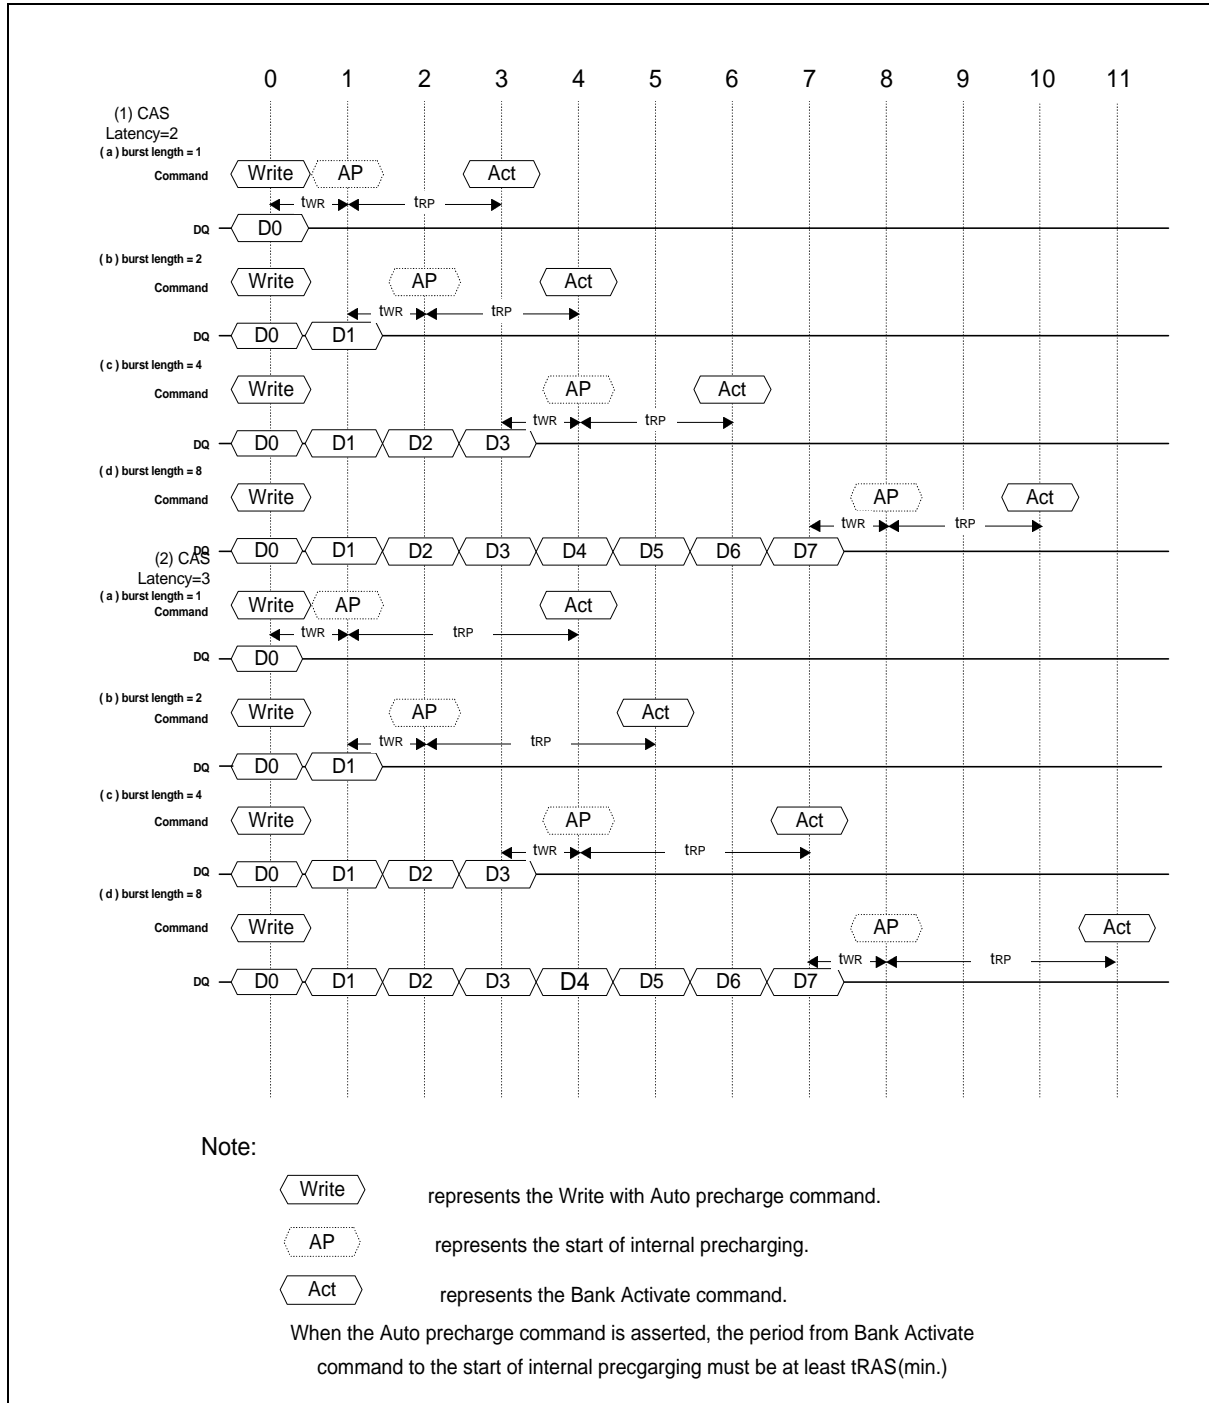 0 1 2 3 4 5 6 7 8 9 10 11
(1) CAS
Latency=2
( a ) burst length = 1
Command Write AP Act
tWR tRP
DQ D0
( b ) burst length = 2
Command Write AP Act
tWR tRP
DQ D0 D1
( c ) burst length = 4
Command Write AP Act
tWR tRP
DQ D0 D1 D2 D3
( d ) burst length = 8
Command Write AP Act
tWR tRP
DQ D0 D1 D2 D3 D4 D5 D6 D7
(2) CAS
Latency=3
( a ) burst length = 1
Command Write AP Act
tWR tRP
DQ D0
( b ) burst length = 2
Command Write AP Act
tWR tRP
DQ D0 D1
( c ) burst length = 4
Command Write AP Act
tWR tRP
DQ D0 D1 D2 D3
( d ) burst length = 8
Command Write AP Act
tWR tRP
DQ D0 D1 D2 D3 D4 D5 D6 D7
Note:
Write represents the Write with Auto precharge command.
AP represents the start of internal precharging.
Act represents the Bank Activate command.
When the Auto precharge command is asserted, the period from Bank Activate
command to the start of internal precgarging must be at least tRAS(min.)